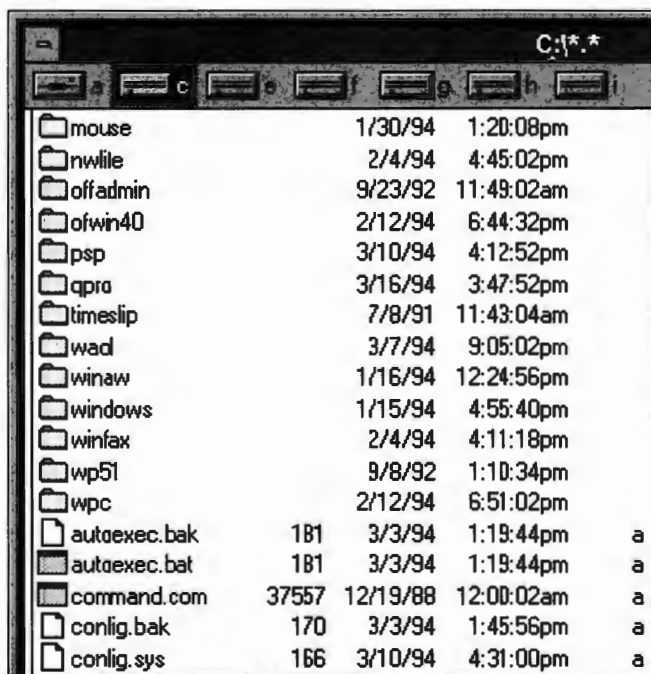 C:\*.*
a c e f g h i
mouse 1/30/94 1:20:08pm
nwlile 2/4/94 4:45:02pm
offadmin 9/23/92 11:49:02am
ofwin40 2/12/94 6:44:32pm
psp 3/10/94 4:12:52pm
qpro 3/16/94 3:47:52pm
timeslip 7/8/91 11:43:04am
wacl 3/7/94 9:05:02pm
winaw 1/16/94 12:24:56pm
windows 1/15/94 4:55:40pm
winfax 2/4/94 4:11:18pm
wp51 9/8/92 1:10:34pm
wpc 2/12/94 6:51:02pm
autoexec.bak 181 3/3/94 1:19:44pm a
autoexec.bat 181 3/3/94 1:19:44pm a
command.com 37557 12/19/88 12:00:02am a
conlig.bak 170 3/3/94 1:45:56pm a
conlig.sys 166 3/10/94 4:31:00pm a